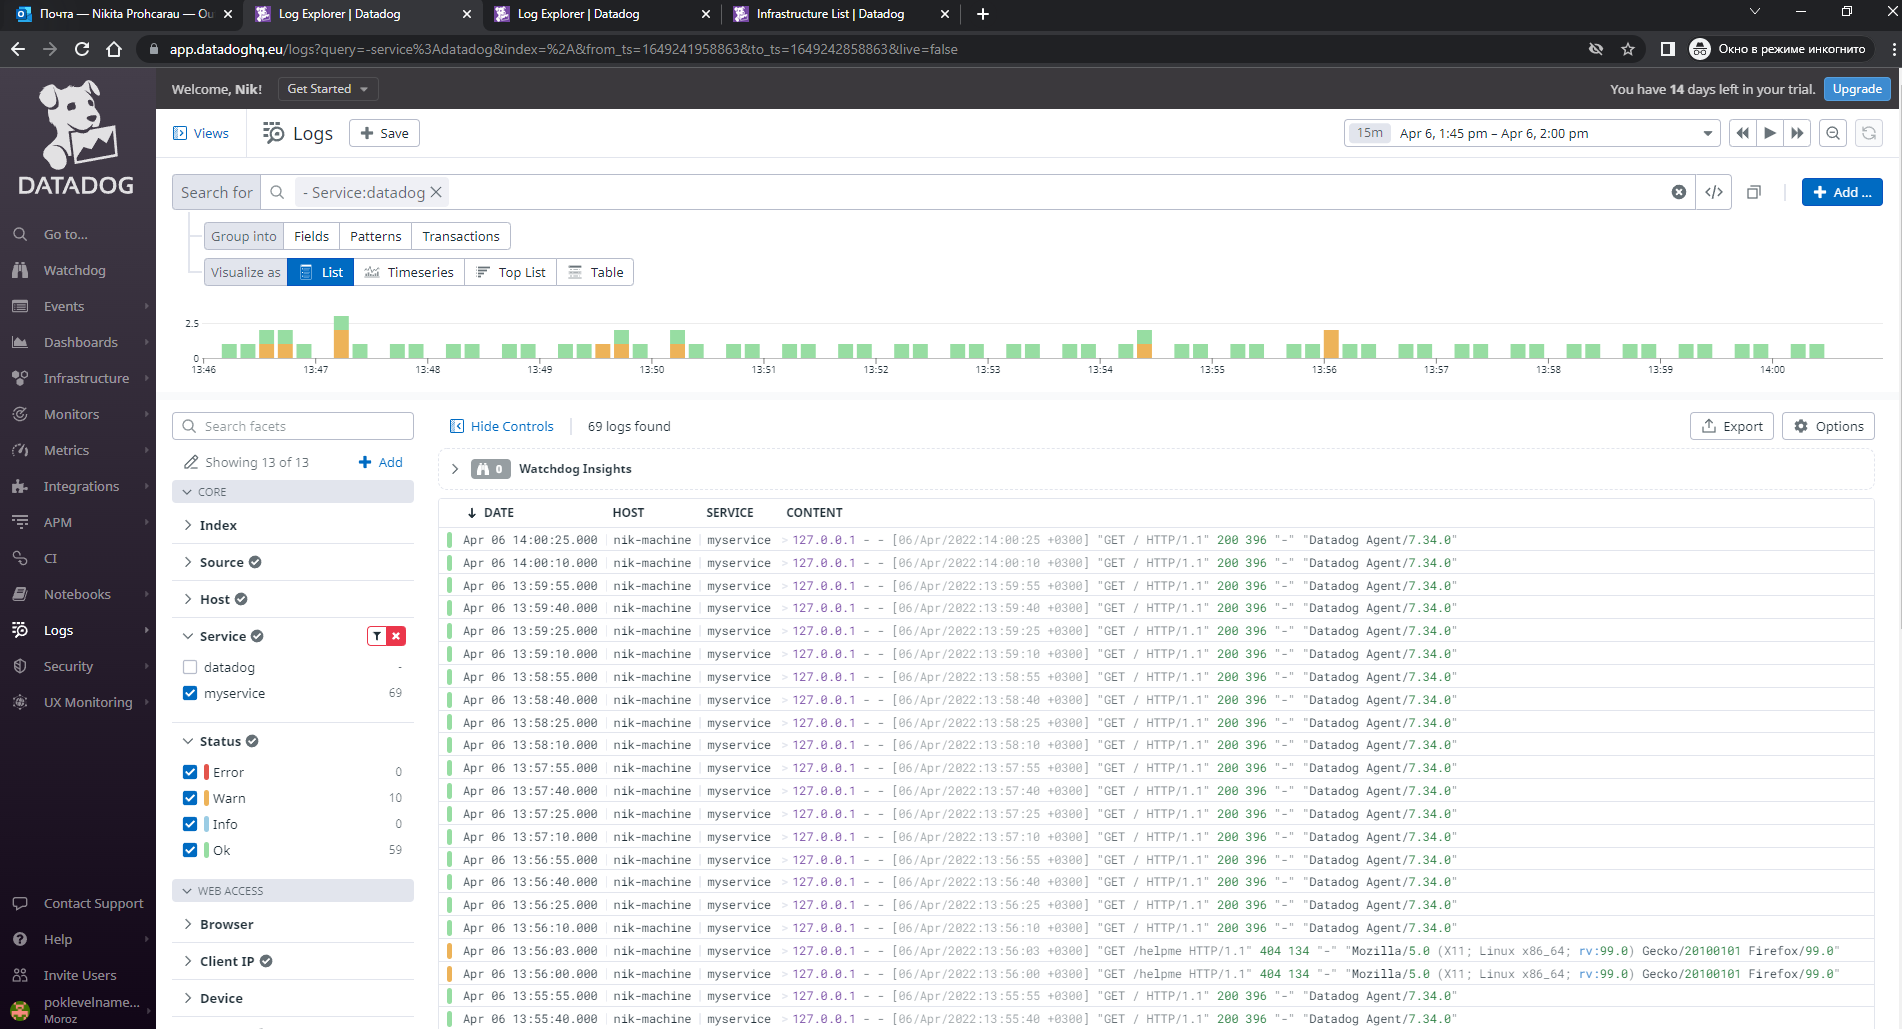 Почта — Nikita Prohcarau — Ou
Log Explorer | Datadog
Log Explorer | Datadog
Infrastructure List | Datadog
app.datadoghq.eu/logs?query=-service%3Adatadog&index=%2A&from_ts=1649241958863&to_ts=1649242858863&live=false
Окно в режиме инкогнито
DATADOG
Go to...
Watchdog
Events
Dashboards
Infrastructure
Monitors
Metrics
Integrations
APM
CI
Notebooks
Logs
Security
UX Monitoring
Contact Support
Help
Invite Users
poklevelname...
Moroz
Welcome, Nik!
Get Started
You have 14 days left in your trial.
Upgrade
Views
Logs
+ Save
15m Apr 6, 1:45 pm – Apr 6, 2:00 pm
Search for
- Service:datadog
</>
+ Add ...
Group into Fields Patterns Transactions
Visualize as List Timeseries Top List Table
2.5
0
13:46 13:47 13:48 13:49 13:50 13:51 13:52 13:53 13:54 13:55 13:56 13:57 13:58 13:59 14:00
Search facets
Showing 13 of 13
+ Add
CORE
Index
Source
Host
Service
datadog -
myservice 69
Status
Error 0
Warn 10
Info 0
Ok 59
WEB ACCESS
Browser
Client IP
Device
Hide Controls
69 logs found
Export
Options
0 Watchdog Insights
DATE HOST SERVICE CONTENT
Apr 06 14:00:25.000 nik-machine myservice > 127.0.0.1 - - [06/Apr/2022:14:00:25 +0300] "GET / HTTP/1.1" 200 396 "-" "Datadog Agent/7.34.0"
Apr 06 14:00:10.000 nik-machine myservice > 127.0.0.1 - - [06/Apr/2022:14:00:10 +0300] "GET / HTTP/1.1" 200 396 "-" "Datadog Agent/7.34.0"
Apr 06 13:59:55.000 nik-machine myservice > 127.0.0.1 - - [06/Apr/2022:13:59:55 +0300] "GET / HTTP/1.1" 200 396 "-" "Datadog Agent/7.34.0"
Apr 06 13:59:40.000 nik-machine myservice > 127.0.0.1 - - [06/Apr/2022:13:59:40 +0300] "GET / HTTP/1.1" 200 396 "-" "Datadog Agent/7.34.0"
Apr 06 13:59:25.000 nik-machine myservice > 127.0.0.1 - - [06/Apr/2022:13:59:25 +0300] "GET / HTTP/1.1" 200 396 "-" "Datadog Agent/7.34.0"
Apr 06 13:59:10.000 nik-machine myservice > 127.0.0.1 - - [06/Apr/2022:13:59:10 +0300] "GET / HTTP/1.1" 200 396 "-" "Datadog Agent/7.34.0"
Apr 06 13:58:55.000 nik-machine myservice > 127.0.0.1 - - [06/Apr/2022:13:58:55 +0300] "GET / HTTP/1.1" 200 396 "-" "Datadog Agent/7.34.0"
Apr 06 13:58:40.000 nik-machine myservice > 127.0.0.1 - - [06/Apr/2022:13:58:40 +0300] "GET / HTTP/1.1" 200 396 "-" "Datadog Agent/7.34.0"
Apr 06 13:58:25.000 nik-machine myservice > 127.0.0.1 - - [06/Apr/2022:13:58:25 +0300] "GET / HTTP/1.1" 200 396 "-" "Datadog Agent/7.34.0"
Apr 06 13:58:10.000 nik-machine myservice > 127.0.0.1 - - [06/Apr/2022:13:58:10 +0300] "GET / HTTP/1.1" 200 396 "-" "Datadog Agent/7.34.0"
Apr 06 13:57:55.000 nik-machine myservice > 127.0.0.1 - - [06/Apr/2022:13:57:55 +0300] "GET / HTTP/1.1" 200 396 "-" "Datadog Agent/7.34.0"
Apr 06 13:57:40.000 nik-machine myservice > 127.0.0.1 - - [06/Apr/2022:13:57:40 +0300] "GET / HTTP/1.1" 200 396 "-" "Datadog Agent/7.34.0"
Apr 06 13:57:25.000 nik-machine myservice > 127.0.0.1 - - [06/Apr/2022:13:57:25 +0300] "GET / HTTP/1.1" 200 396 "-" "Datadog Agent/7.34.0"
Apr 06 13:57:10.000 nik-machine myservice > 127.0.0.1 - - [06/Apr/2022:13:57:10 +0300] "GET / HTTP/1.1" 200 396 "-" "Datadog Agent/7.34.0"
Apr 06 13:56:55.000 nik-machine myservice > 127.0.0.1 - - [06/Apr/2022:13:56:55 +0300] "GET / HTTP/1.1" 200 396 "-" "Datadog Agent/7.34.0"
Apr 06 13:56:40.000 nik-machine myservice > 127.0.0.1 - - [06/Apr/2022:13:56:40 +0300] "GET / HTTP/1.1" 200 396 "-" "Datadog Agent/7.34.0"
Apr 06 13:56:25.000 nik-machine myservice > 127.0.0.1 - - [06/Apr/2022:13:56:25 +0300] "GET / HTTP/1.1" 200 396 "-" "Datadog Agent/7.34.0"
Apr 06 13:56:10.000 nik-machine myservice > 127.0.0.1 - - [06/Apr/2022:13:56:10 +0300] "GET / HTTP/1.1" 200 396 "-" "Datadog Agent/7.34.0"
Apr 06 13:56:03.000 nik-machine myservice > 127.0.0.1 - - [06/Apr/2022:13:56:03 +0300] "GET /helpme HTTP/1.1" 404 134 "-" "Mozilla/5.0 (X11; Linux x86_64; rv:99.0) Gecko/20100101 Firefox/99.0"
Apr 06 13:56:00.000 nik-machine myservice > 127.0.0.1 - - [06/Apr/2022:13:56:00 +0300] "GET /helpme HTTP/1.1" 404 134 "-" "Mozilla/5.0 (X11; Linux x86_64; rv:99.0) Gecko/20100101 Firefox/99.0"
Apr 06 13:55:55.000 nik-machine myservice > 127.0.0.1 - - [06/Apr/2022:13:55:55 +0300] "GET / HTTP/1.1" 200 396 "-" "Datadog Agent/7.34.0"
Apr 06 13:55:40.000 nik-machine myservice > 127.0.0.1 - - [06/Apr/2022:13:55:40 +0300] "GET / HTTP/1.1" 200 396 "-" "Datadog Agent/7.34.0"